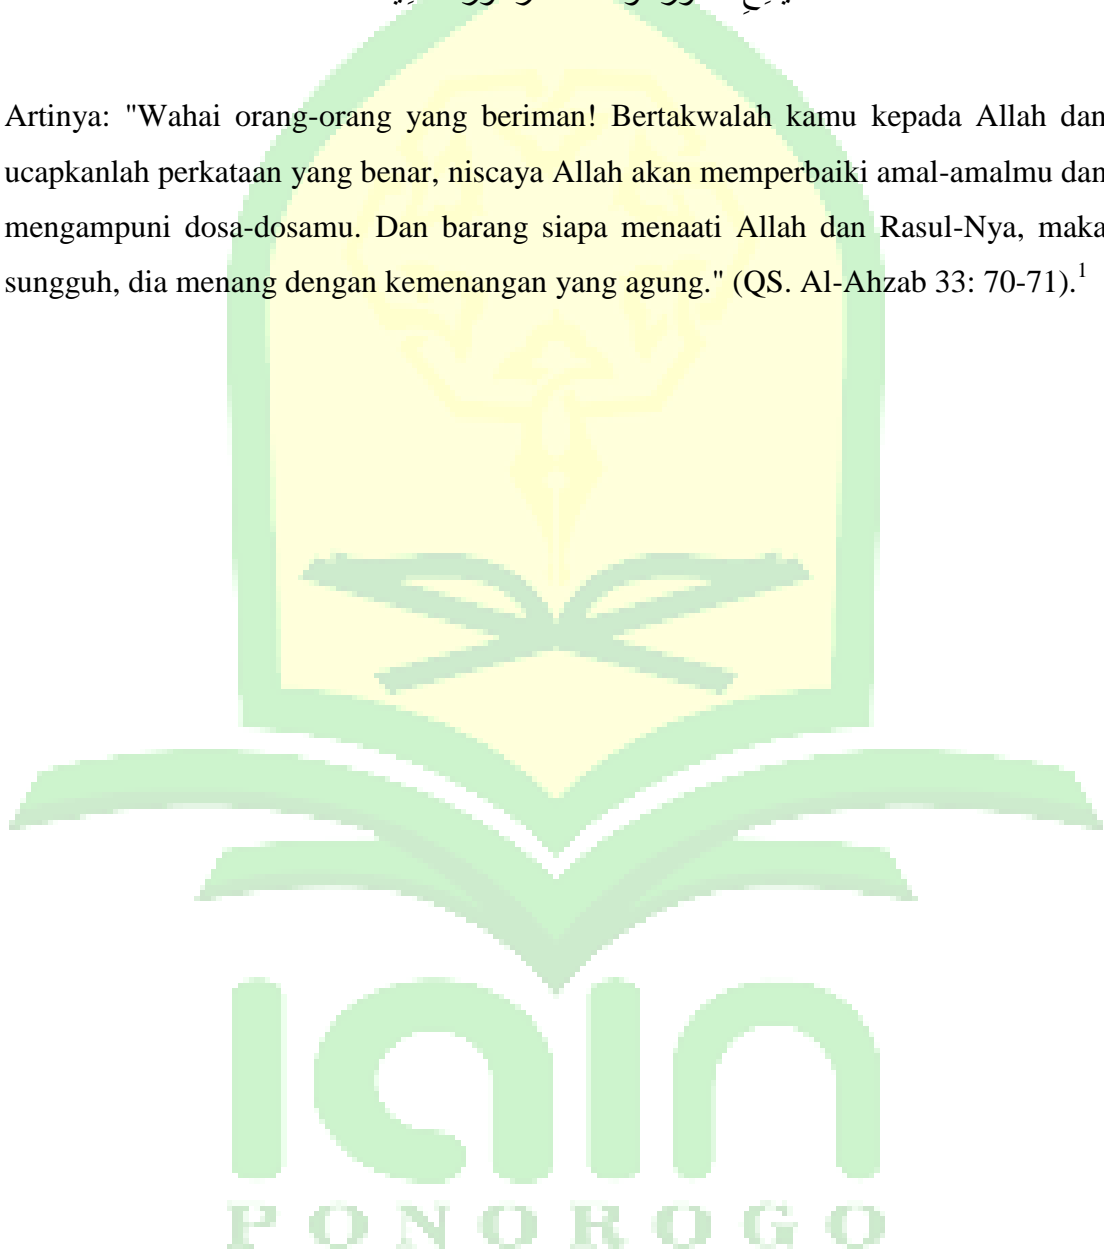 Artinya: "Wahai orang-orang yang beriman! Bertakwalah kamu kepada Allah dan
ucapkanlah perkataan yang benar, niscaya Allah akan memperbaiki amal-amalmu dan
mengampuni dosa-dosamu. Dan barang siapa menaati Allah dan Rasul-Nya, maka
sungguh, dia menang dengan kemenangan yang agung." (QS. Al-Ahzab 33: 70-71).¹
iain
PONOROGO